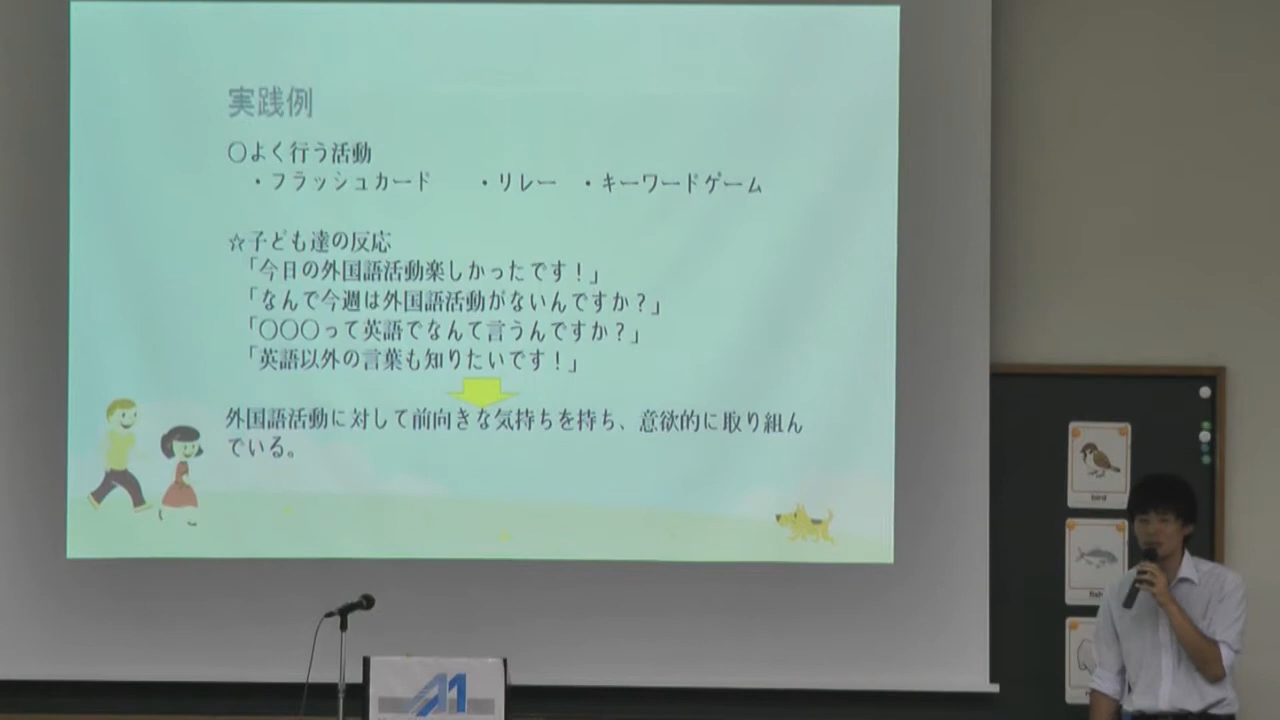 実践例
〇よく行う活動
・フラッシュカード ・リレー ・キーワードゲーム
☆子ども達の反応
「今日の外国語活動楽しかったです！」
「なんで今週は外国語活動がないんですか？」
「〇〇〇って英語でなんて言うんですか？」
「英語以外の言葉も知りたいです！」
外国語活動に対して前向きな気持ちを持ち、意欲的に取り組ん
でいる。
bird
fish
A1